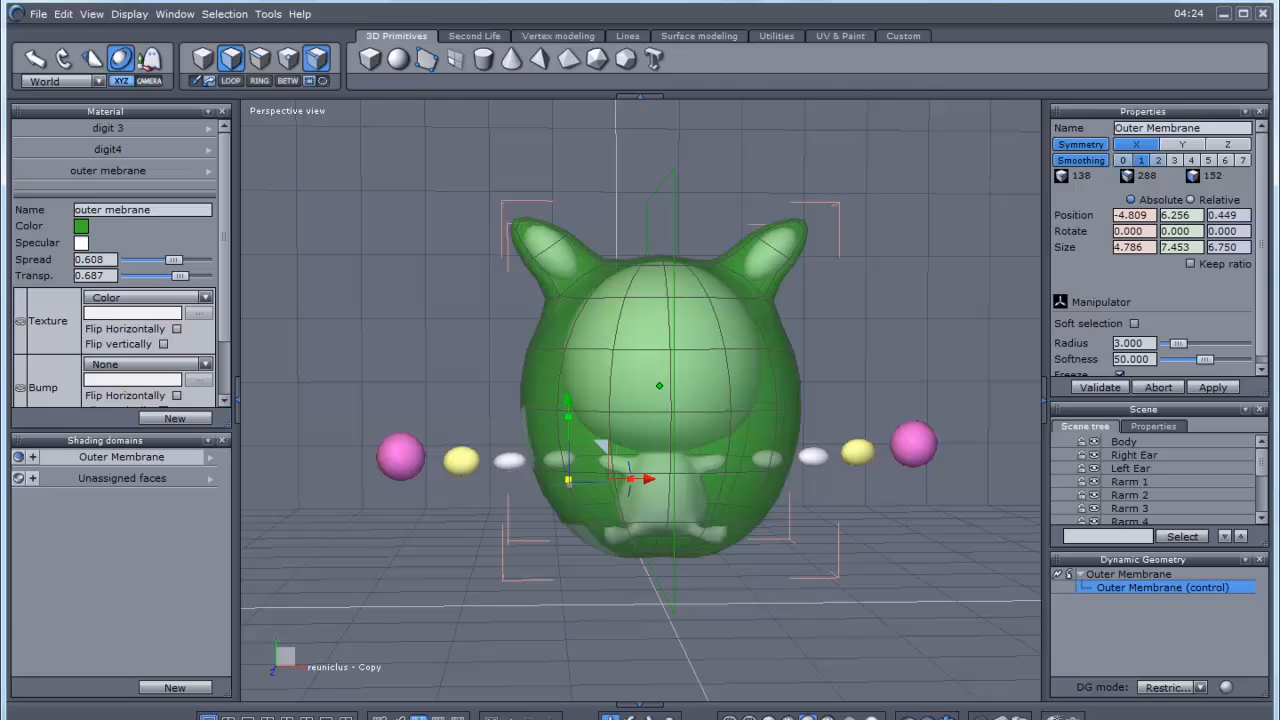 File Edit View Display Window Selection Tools Help
04:24
3D Primitives Second Life Vertex modeling Lines Surface modeling Utilities UV & Paint Custom
World XYZ CAMERA
LOOP RING BETW
Material
digit 3
digit4
outer mebrane
Name outer mebrane
Color
Specular
Spread 0.608
Transp. 0.687
Color
Texture
Flip Horizontally
Flip vertically
None
Bump
Flip Horizontally
New
Shading domains
Outer Membrane
Unassigned faces
New
Perspective view
Z
reuniclus - Copy
Properties
Name Outer Membrane
Symmetry X Y Z
Smoothing 0 1 2 3 4 5 6 7
138 288 152
Absolute Relative
Position -4.809 6.256 0.449
Rotate 0.000 0.000 0.000
Size 4.786 7.453 6.750
Keep ratio
Manipulator
Soft selection
Radius 3.000
Softness 50.000
Freeze
Validate Abort Apply
Scene
Scene tree Properties
Body
Right Ear
Left Ear
Rarm 1
Rarm 2
Rarm 3
Rarm 4
Select
Dynamic Geometry
Outer Membrane
Outer Membrane (control)
DG mode: Restric...